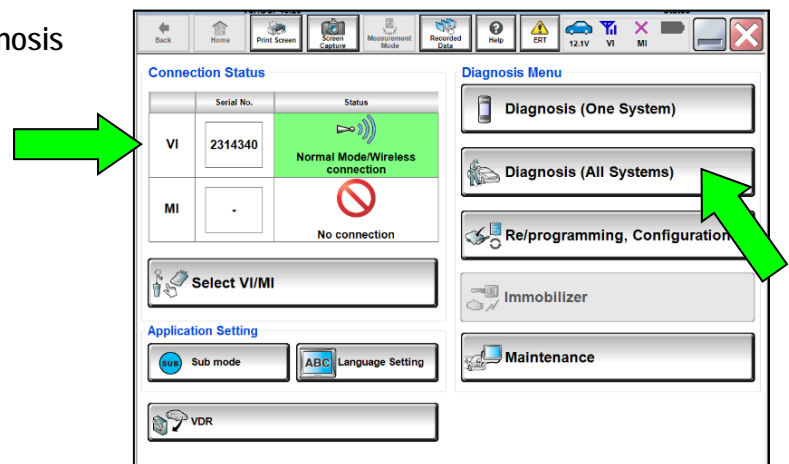 nosis
Back
Home
Print Screen
Screen
Capture
Measurement
Mode
Recorded
Data
Help
ERT
12.1V
VI
MI
Connection Status
Serial No.
Status
VI
2314340
Normal Mode/Wireless
connection
MI
-
No connection
Select VI/MI
Application Setting
SUB
Sub mode
ABC
Language Setting
VDR
Diagnosis Menu
Diagnosis (One System)
Diagnosis (All Systems)
Re/programming, Configuration
Immobilizer
Maintenance